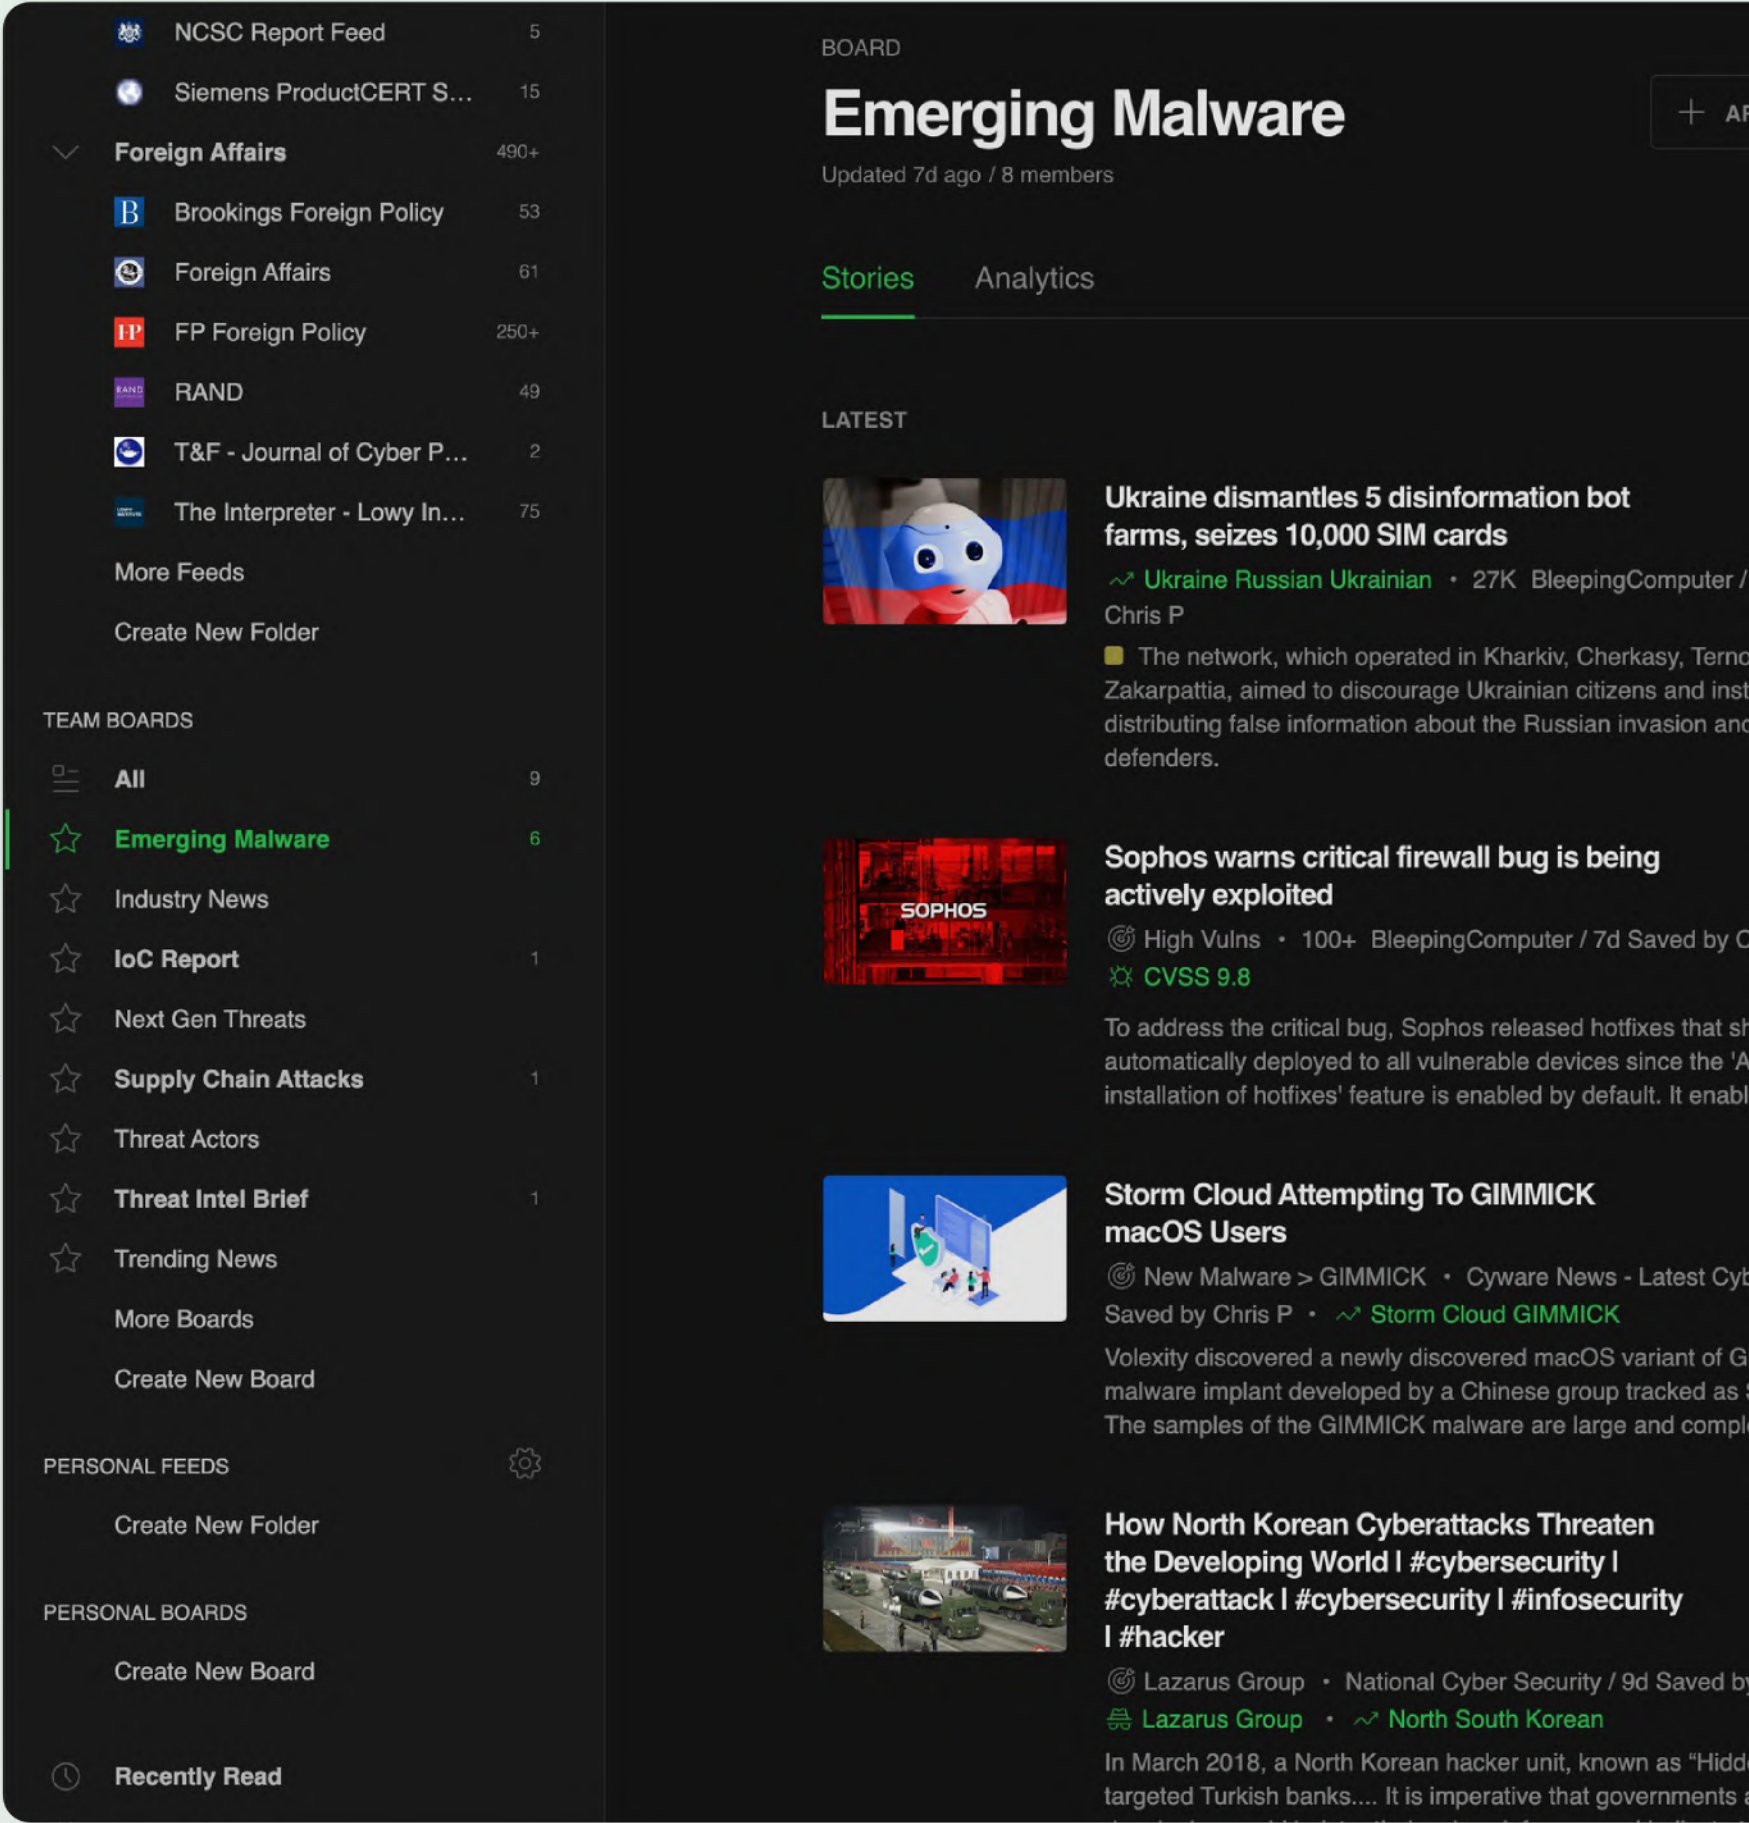 NCSC Report Feed 5
Siemens ProductCERT S... 15
Foreign Affairs 490+
B Brookings Foreign Policy 53
Foreign Affairs 61
FP FP Foreign Policy 250+
RAND RAND 49
T&F - Journal of Cyber P... 2
The Interpreter - Lowy In... 75
More Feeds
Create New Folder
TEAM BOARDS
All 9
Emerging Malware 6
Industry News
IoC Report 1
Next Gen Threats
Supply Chain Attacks 1
Threat Actors
Threat Intel Brief 1
Trending News
More Boards
Create New Board
PERSONAL FEEDS
Create New Folder
PERSONAL BOARDS
Create New Board
Recently Read
BOARD
Emerging Malware
+ AR
Updated 7d ago / 8 members
Stories Analytics
LATEST
Ukraine dismantles 5 disinformation bot
farms, seizes 10,000 SIM cards
Ukraine Russian Ukrainian • 27K BleepingComputer /
Chris P
The network, which operated in Kharkiv, Cherkasy, Terno
Zakarpattia, aimed to discourage Ukrainian citizens and inst
distributing false information about the Russian invasion and
defenders.
SOPHOS
Sophos warns critical firewall bug is being
actively exploited
High Vulns • 100+ BleepingComputer / 7d Saved by C
CVSS 9.8
To address the critical bug, Sophos released hotfixes that sh
automatically deployed to all vulnerable devices since the 'A
installation of hotfixes' feature is enabled by default. It enabl
Storm Cloud Attempting To GIMMICK
macOS Users
New Malware > GIMMICK • Cyware News - Latest Cyb
Saved by Chris P • Storm Cloud GIMMICK
Volexity discovered a newly discovered macOS variant of G
malware implant developed by a Chinese group tracked as S
The samples of the GIMMICK malware are large and comple
How North Korean Cyberattacks Threaten
the Developing World | #cybersecurity |
#cyberattack | #cybersecurity | #infosecurity
| #hacker
Lazarus Group • National Cyber Security / 9d Saved by
Lazarus Group • North South Korean
In March 2018, a North Korean hacker unit, known as “Hidde
targeted Turkish banks.... It is imperative that governments a